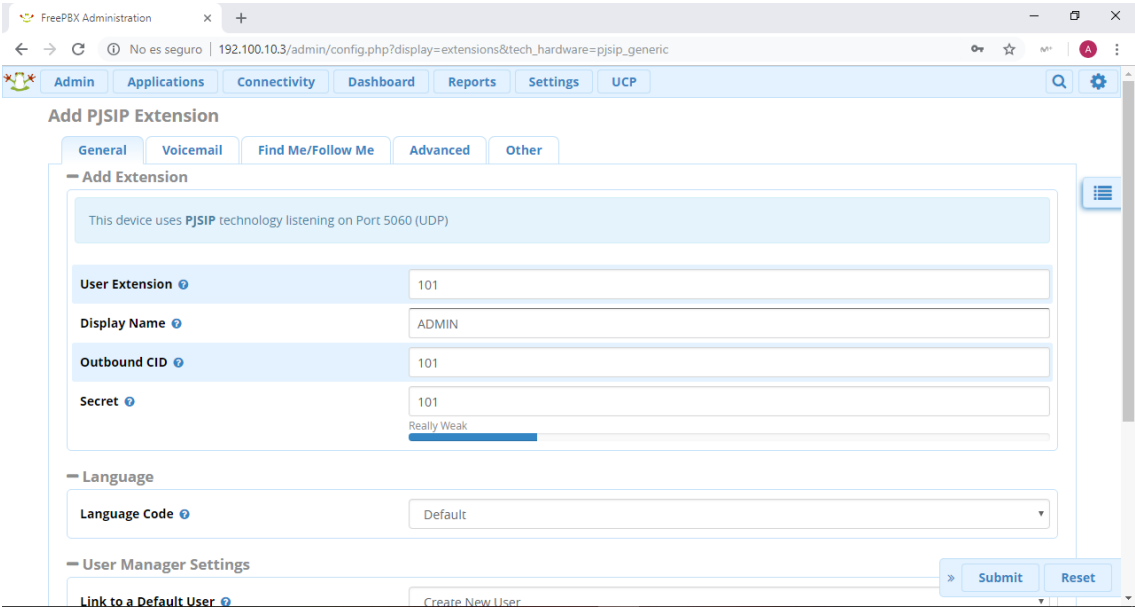 FreePBX Administration
No es seguro | 192.100.10.3/admin/config.php?display=extensions&tech_hardware=pjsip_generic
A
Admin Applications Connectivity Dashboard Reports Settings UCP
Add PJSIP Extension
General Voicemail Find Me/Follow Me Advanced Other
Add Extension
This device uses PJSIP technology listening on Port 5060 (UDP)
User Extension 101
Display Name ADMIN
Outbound CID 101
Secret 101
Really Weak
Language
Language Code Default
User Manager Settings
» Submit Reset
Link to a Default User Create New User